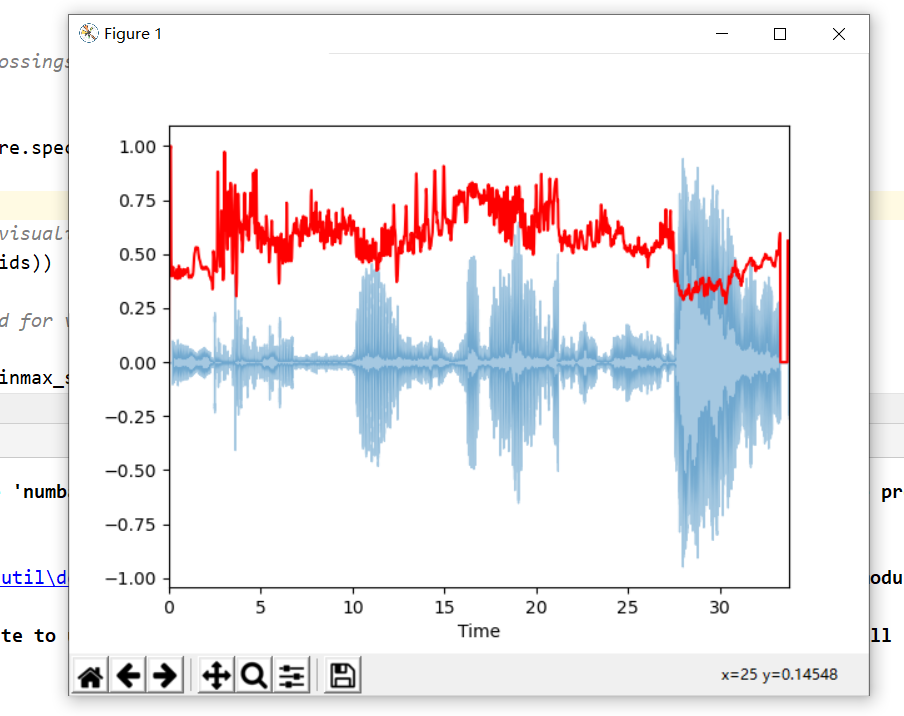 Figure 1
ossings
re.spec
visuali
ids))
d for v
inmax_s
'numba
pr
util\d
odu
te to
ll
1.00
0.75
0.50
0.25
0.00
−0.25
−0.50
−0.75
−1.00
0 5 10 15 20 25 30
Time
x=25 y=0.14548